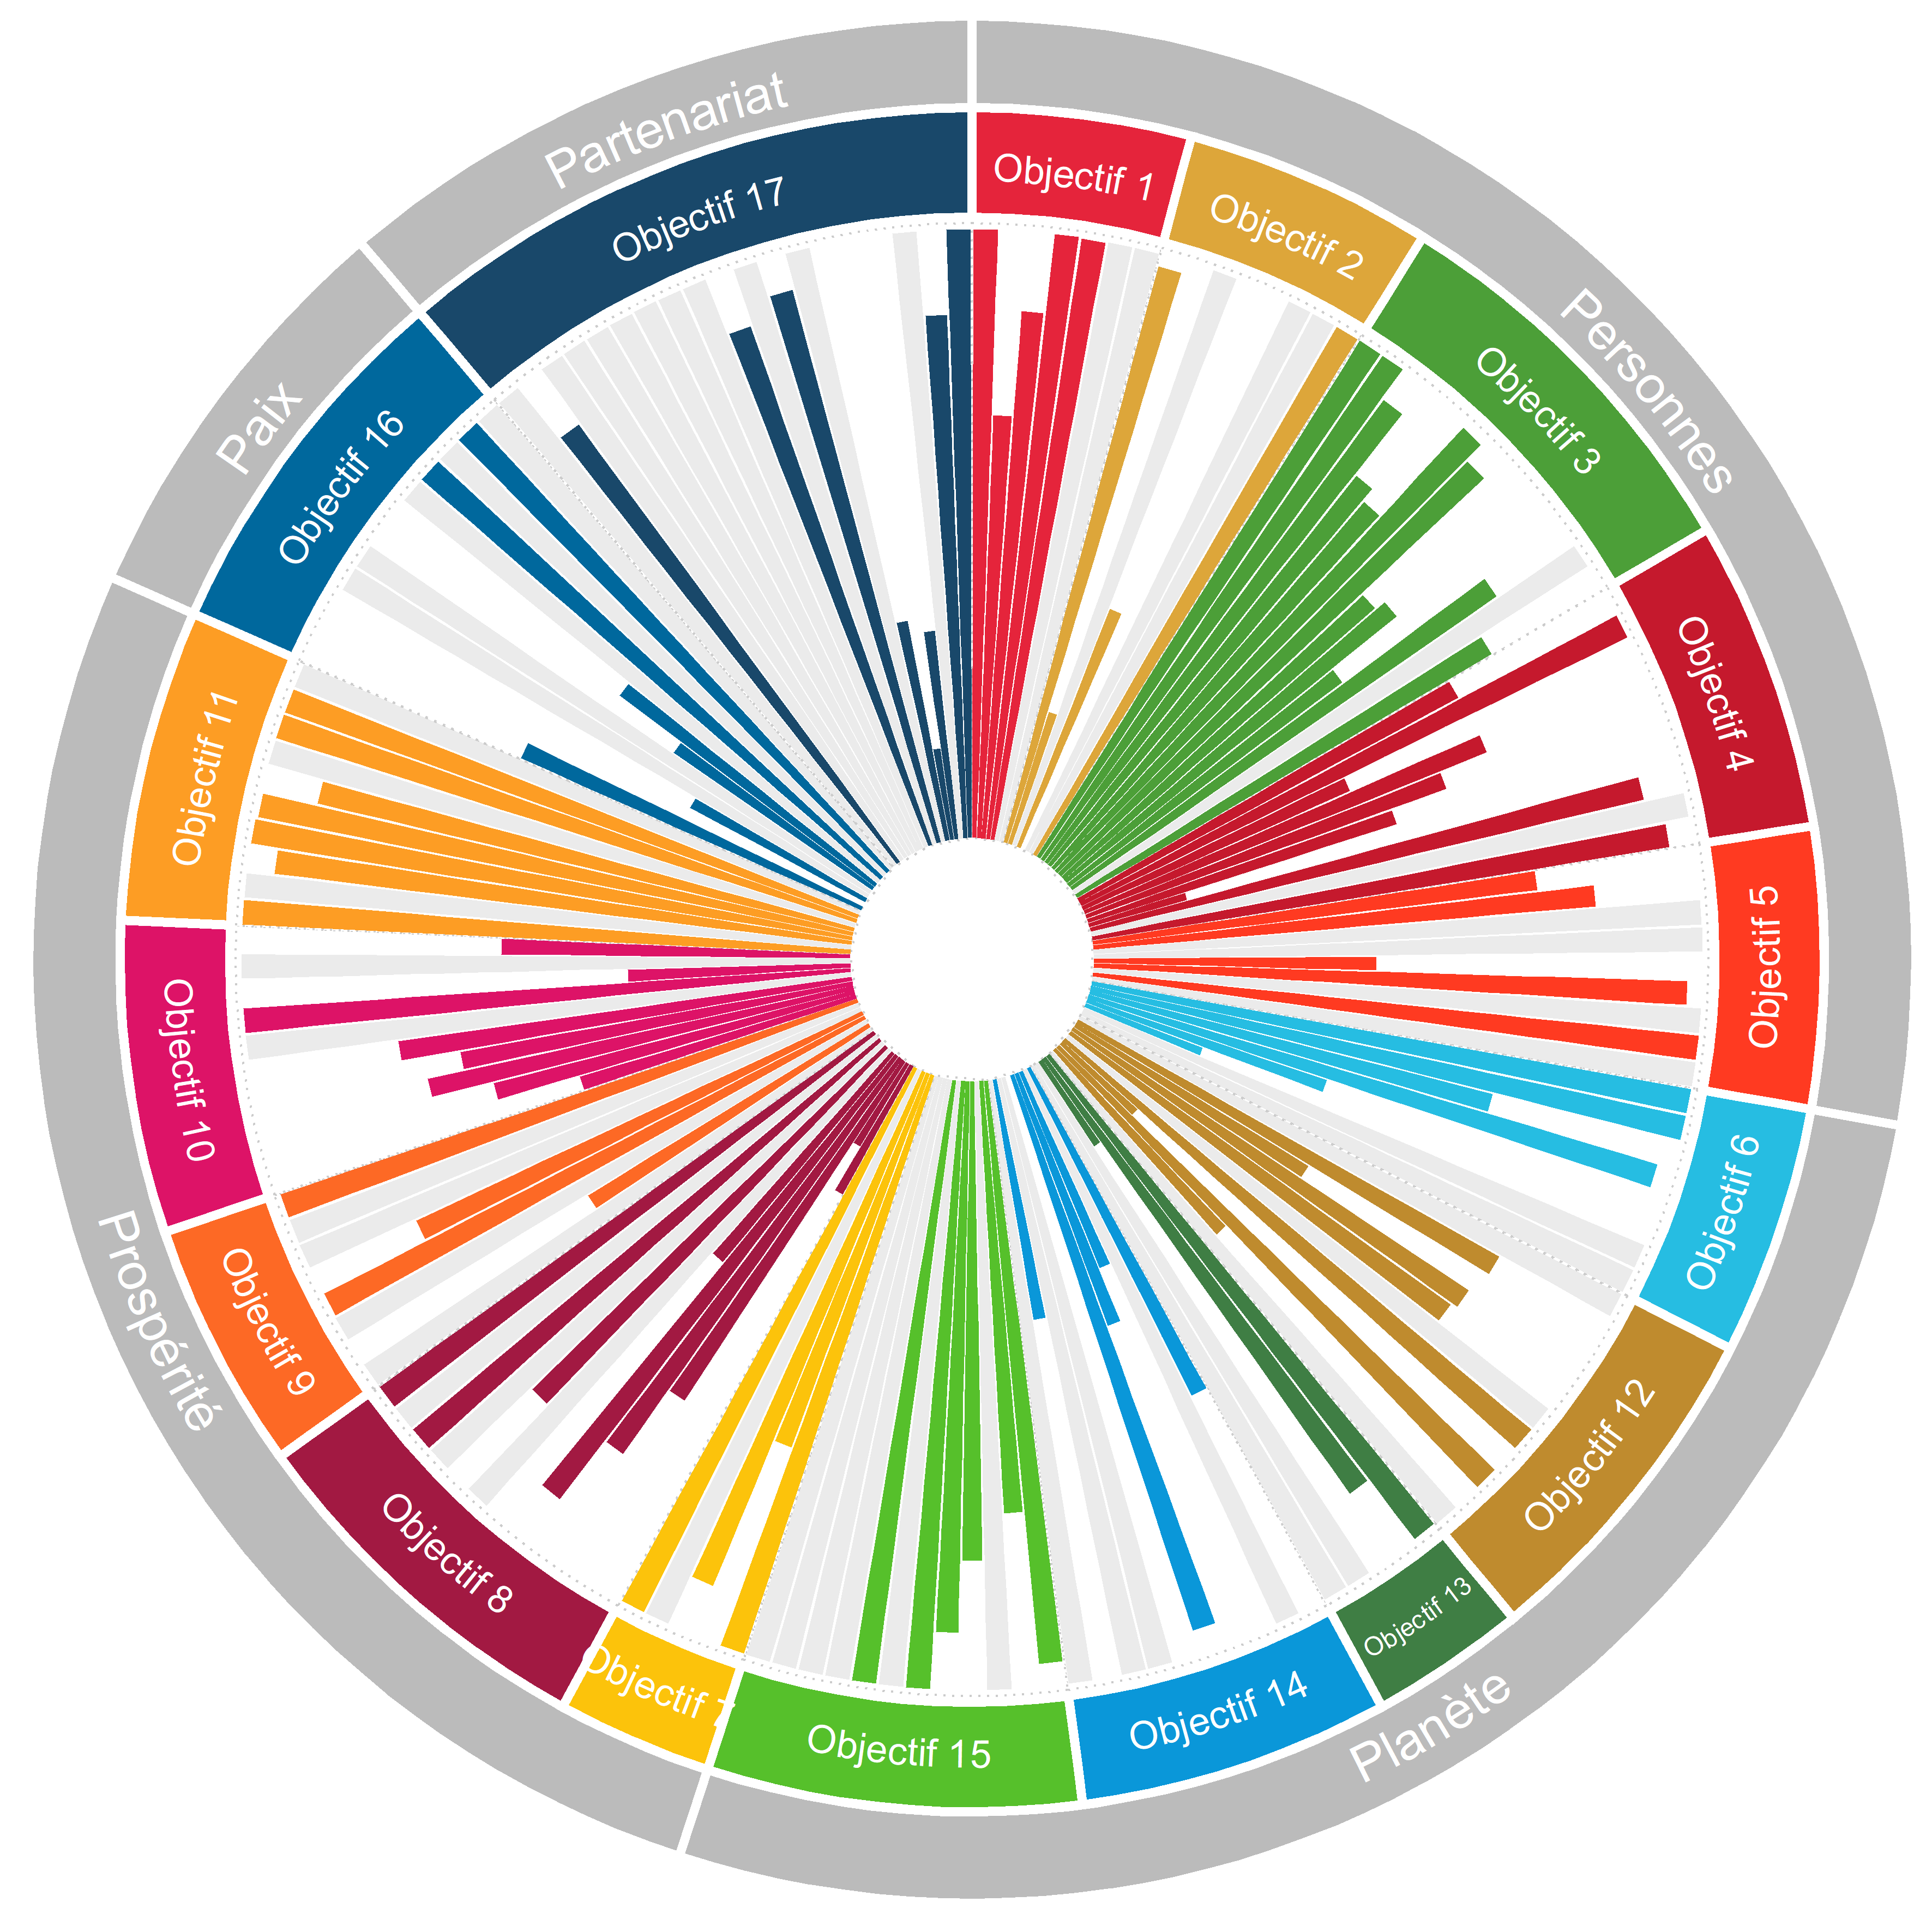 Personnes
Objectif 1
Objectif 2
Objectif 3
Objectif 4
Objectif 5
Planète
Objectif 6
Objectif 12
Objectif 13
Objectif 14
Objectif 15
Prospérité
Objectif 7
Objectif 8
Objectif 9
Objectif 10
Objectif 11
Paix
Objectif 16
Partenariat
Objectif 17